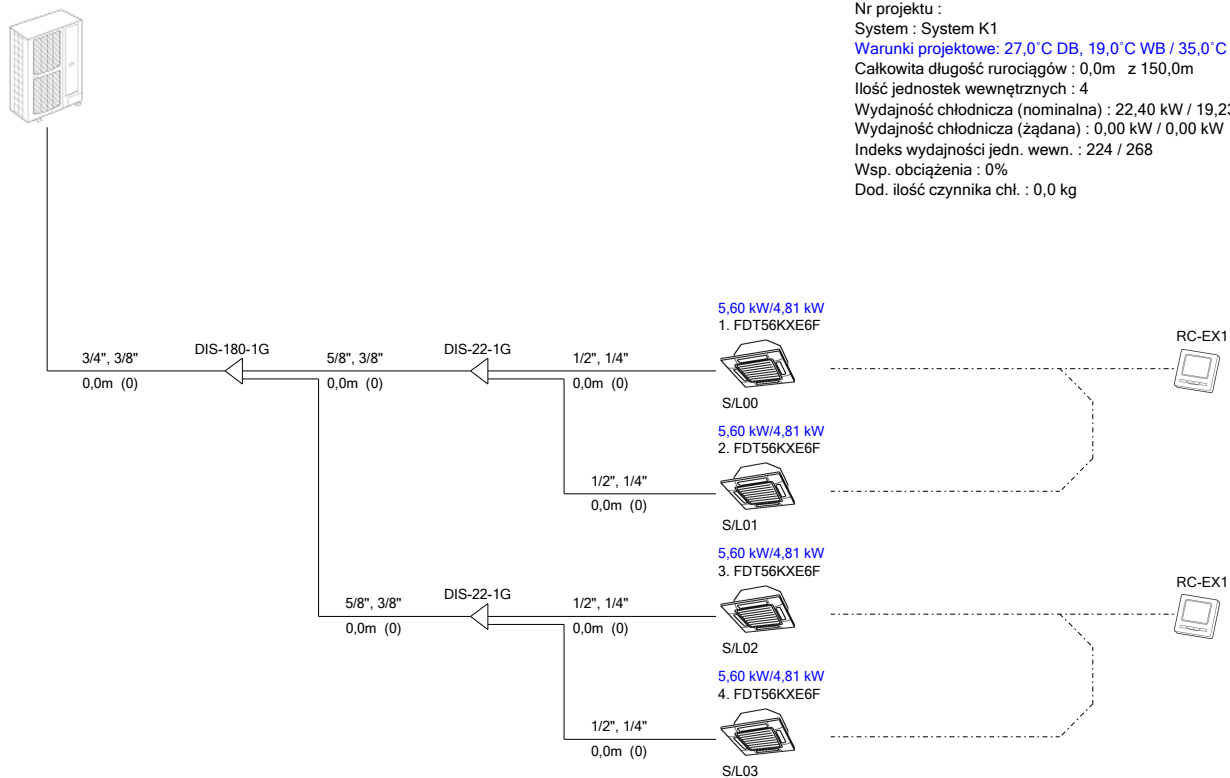 Nr projektu :
System : System K1
Warunki projektowe: 27,0°C DB, 19,0°C WB / 35,0°C
Całkowita długość rurociągów : 0,0m z 150,0m
Ilość jednostek wewnętrznych : 4
Wydajność chłodnicza (nominalna) : 22,40 kW / 19,23
Wydajność chłodnicza (żądana) : 0,00 kW / 0,00 kW
Indeks wydajności jedn. wewn. : 224 / 268
Wsp. obciążenia : 0%
Dod. ilość czynnika chł. : 0,0 kg
5,60 kW/4,81 kW
1. FDT56KXE6F
RC-EX1
DIS-180-1G
DIS-22-1G
3/4", 3/8"
5/8", 3/8"
1/2", 1/4"
0,0m (0)
0,0m (0)
0,0m (0)
S/L00
5,60 kW/4,81 kW
2. FDT56KXE6F
1/2", 1/4"
0,0m (0)
S/L01
5,60 kW/4,81 kW
3. FDT56KXE6F
RC-EX1
DIS-22-1G
5/8", 3/8"
1/2", 1/4"
0,0m (0)
0,0m (0)
S/L02
5,60 kW/4,81 kW
4. FDT56KXE6F
1/2", 1/4"
0,0m (0)
S/L03